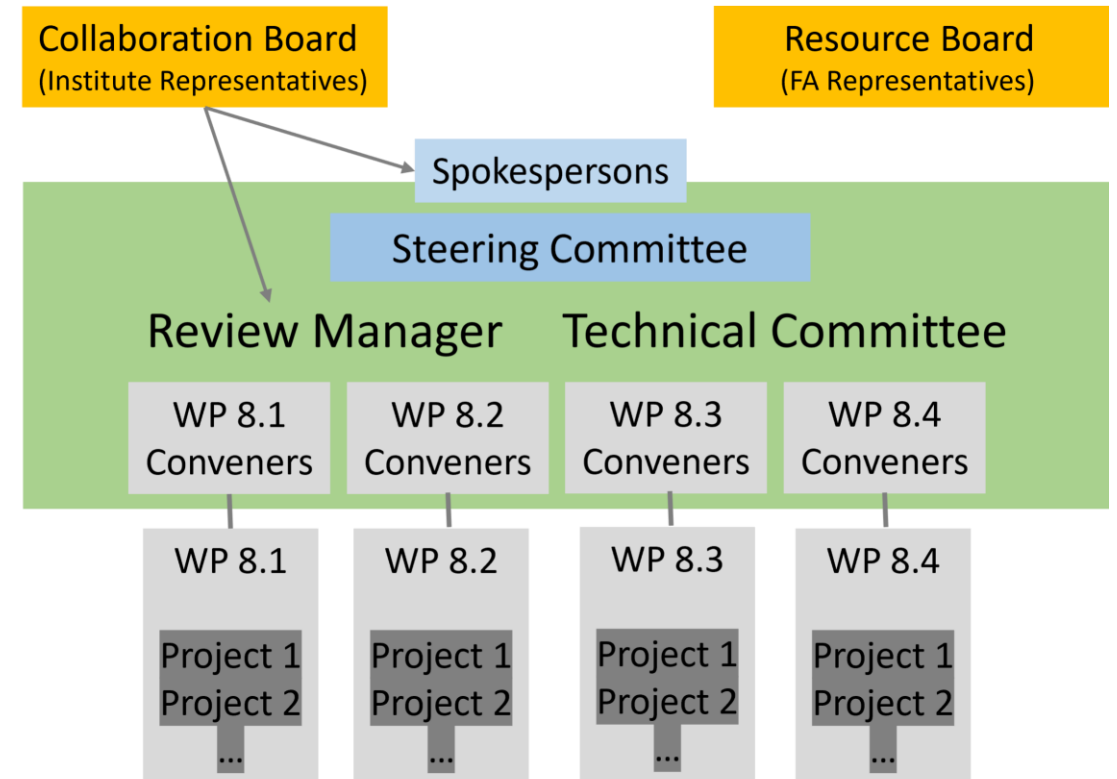 Collaboration Board
(Institute Representatives)
Resource Board
(FA Representatives)
Spokespersons
Steering Committee
Review Manager
Technical Committee
WP 8.1
Conveners
WP 8.2
Conveners
WP 8.3
Conveners
WP 8.4
Conveners
WP 8.1
Project 1
Project 2
...
WP 8.2
Project 1
Project 2
...
WP 8.3
Project 1
Project 2
...
WP 8.4
Project 1
Project 2
...